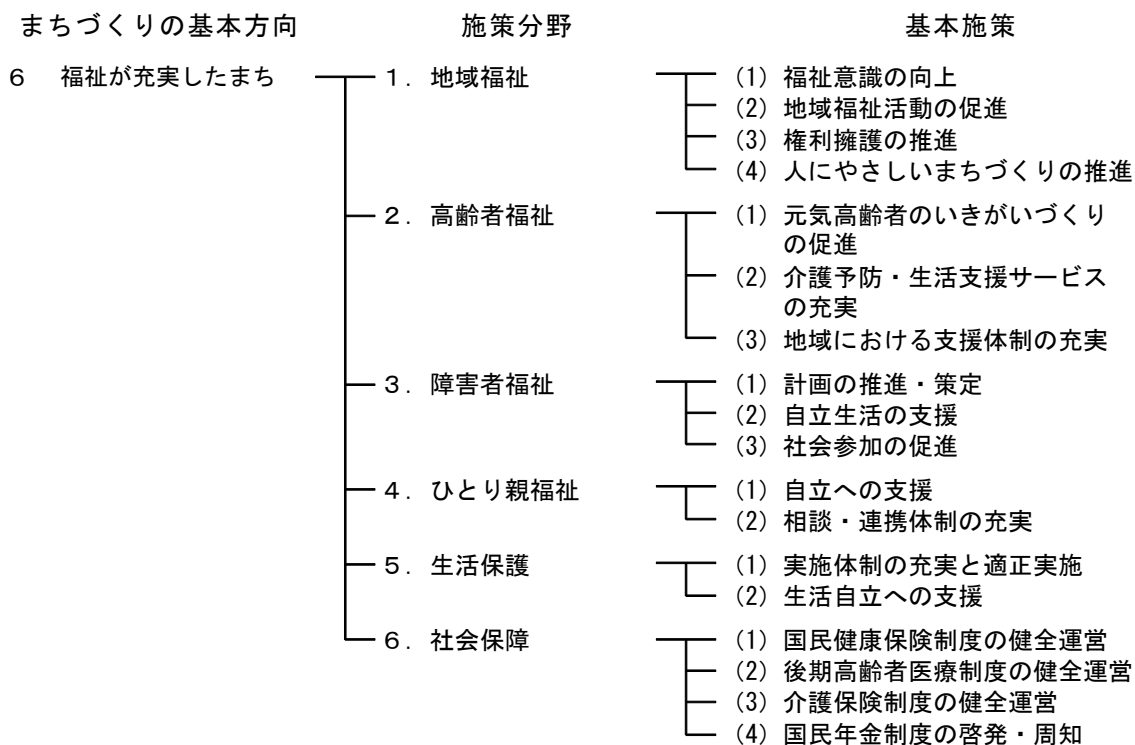 まちづくりの基本方向 施策分野 基本施策
６ 福祉が充実したまち １．地域福祉 (1) 福祉意識の向上
(2) 地域福祉活動の促進
(3) 権利擁護の推進
(4) 人にやさしいまちづくりの推進
２．高齢者福祉 (1) 元気高齢者のいきがいづくり
の促進
(2) 介護予防・生活支援サービス
の充実
(3) 地域における支援体制の充実
３．障害者福祉 (1) 計画の推進・策定
(2) 自立生活の支援
(3) 社会参加の促進
４．ひとり親福祉 (1) 自立への支援
(2) 相談・連携体制の充実
５．生活保護 (1) 実施体制の充実と適正実施
(2) 生活自立への支援
６．社会保障 (1) 国民健康保険制度の健全運営
(2) 後期高齢者医療制度の健全運営
(3) 介護保険制度の健全運営
(4) 国民年金制度の啓発・周知